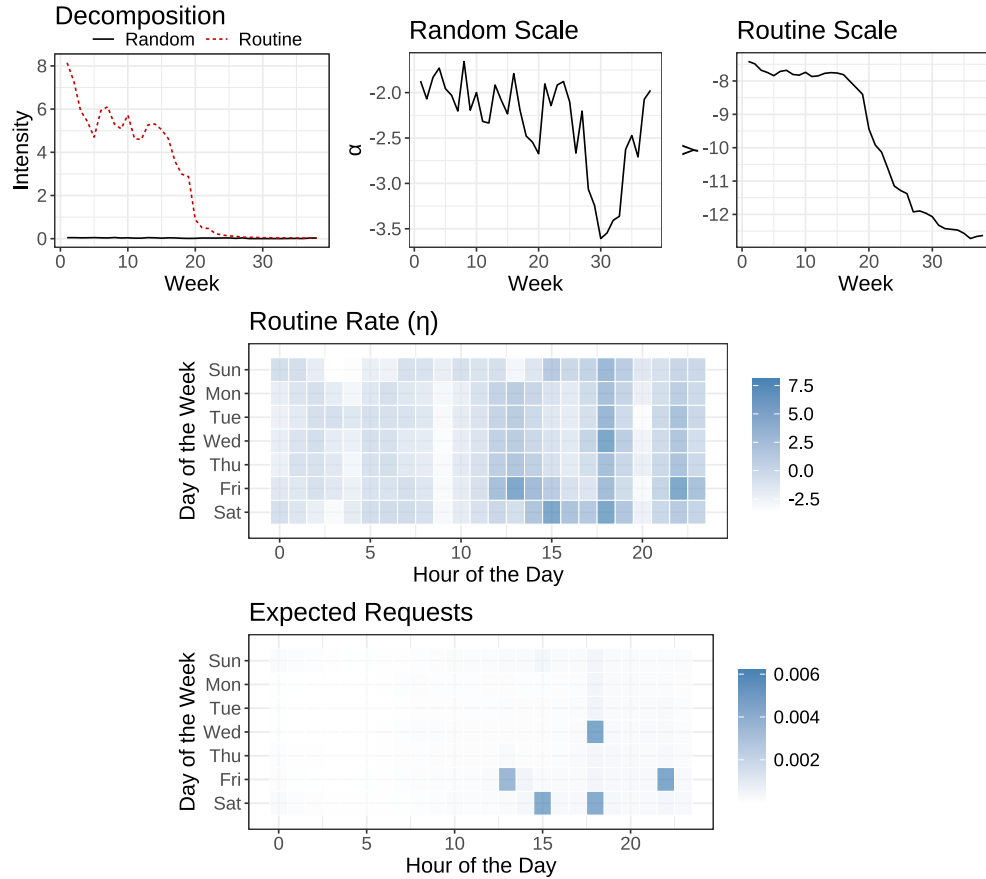 Decomposition
Random Routine
8
6
4
2
0
Intensity
0 10 20 30
Week
Random Scale
-2.0
-2.5
-3.0
-3.5
α
0 10 20 30
Week
Routine Scale
-8
-9
-10
-11
-12
γ
0 10 20 30
Week
Routine Rate (η)
Day of the Week
Sun
Mon
Tue
Wed
Thu
Fri
Sat
0 5 10 15 20
Hour of the Day
7.5
5.0
2.5
0.0
-2.5
Expected Requests
Day of the Week
Sun
Mon
Tue
Wed
Thu
Fri
Sat
0 5 10 15 20
Hour of the Day
0.006
0.004
0.002